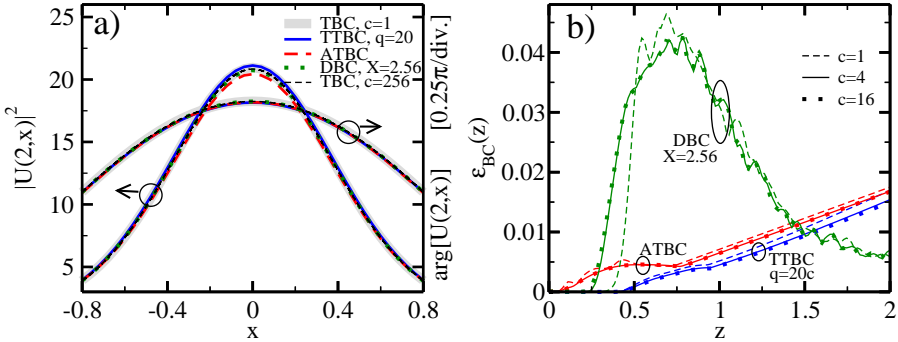 a)
TBC, c=1
TTBC, q=20
ATBC
DBC, X=2.56
TBC, c=256
|U(2,x)|²
25
20
15
10
5
-0.8
-0.4
0
0.4
0.8
x
arg[U(2,x)] [0.25π/div.]
b)
c=1
c=4
c=16
DBC
X=2.56
ATBC
TTBC
q=20c
ε_BC(z)
0.04
0.03
0.02
0.01
0
0
0.5
1
1.5
2
z